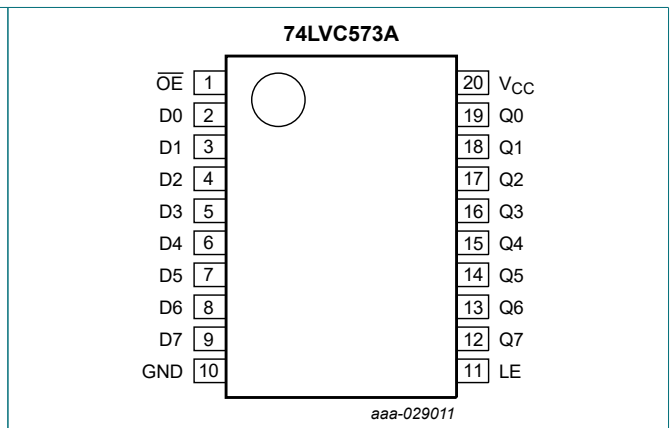 74LVC573A
OE 1 20 VCC
D0 2 19 Q0
D1 3 18 Q1
D2 4 17 Q2
D3 5 16 Q3
D4 6 15 Q4
D5 7 14 Q5
D6 8 13 Q6
D7 9 12 Q7
GND 10 11 LE
aaa-029011